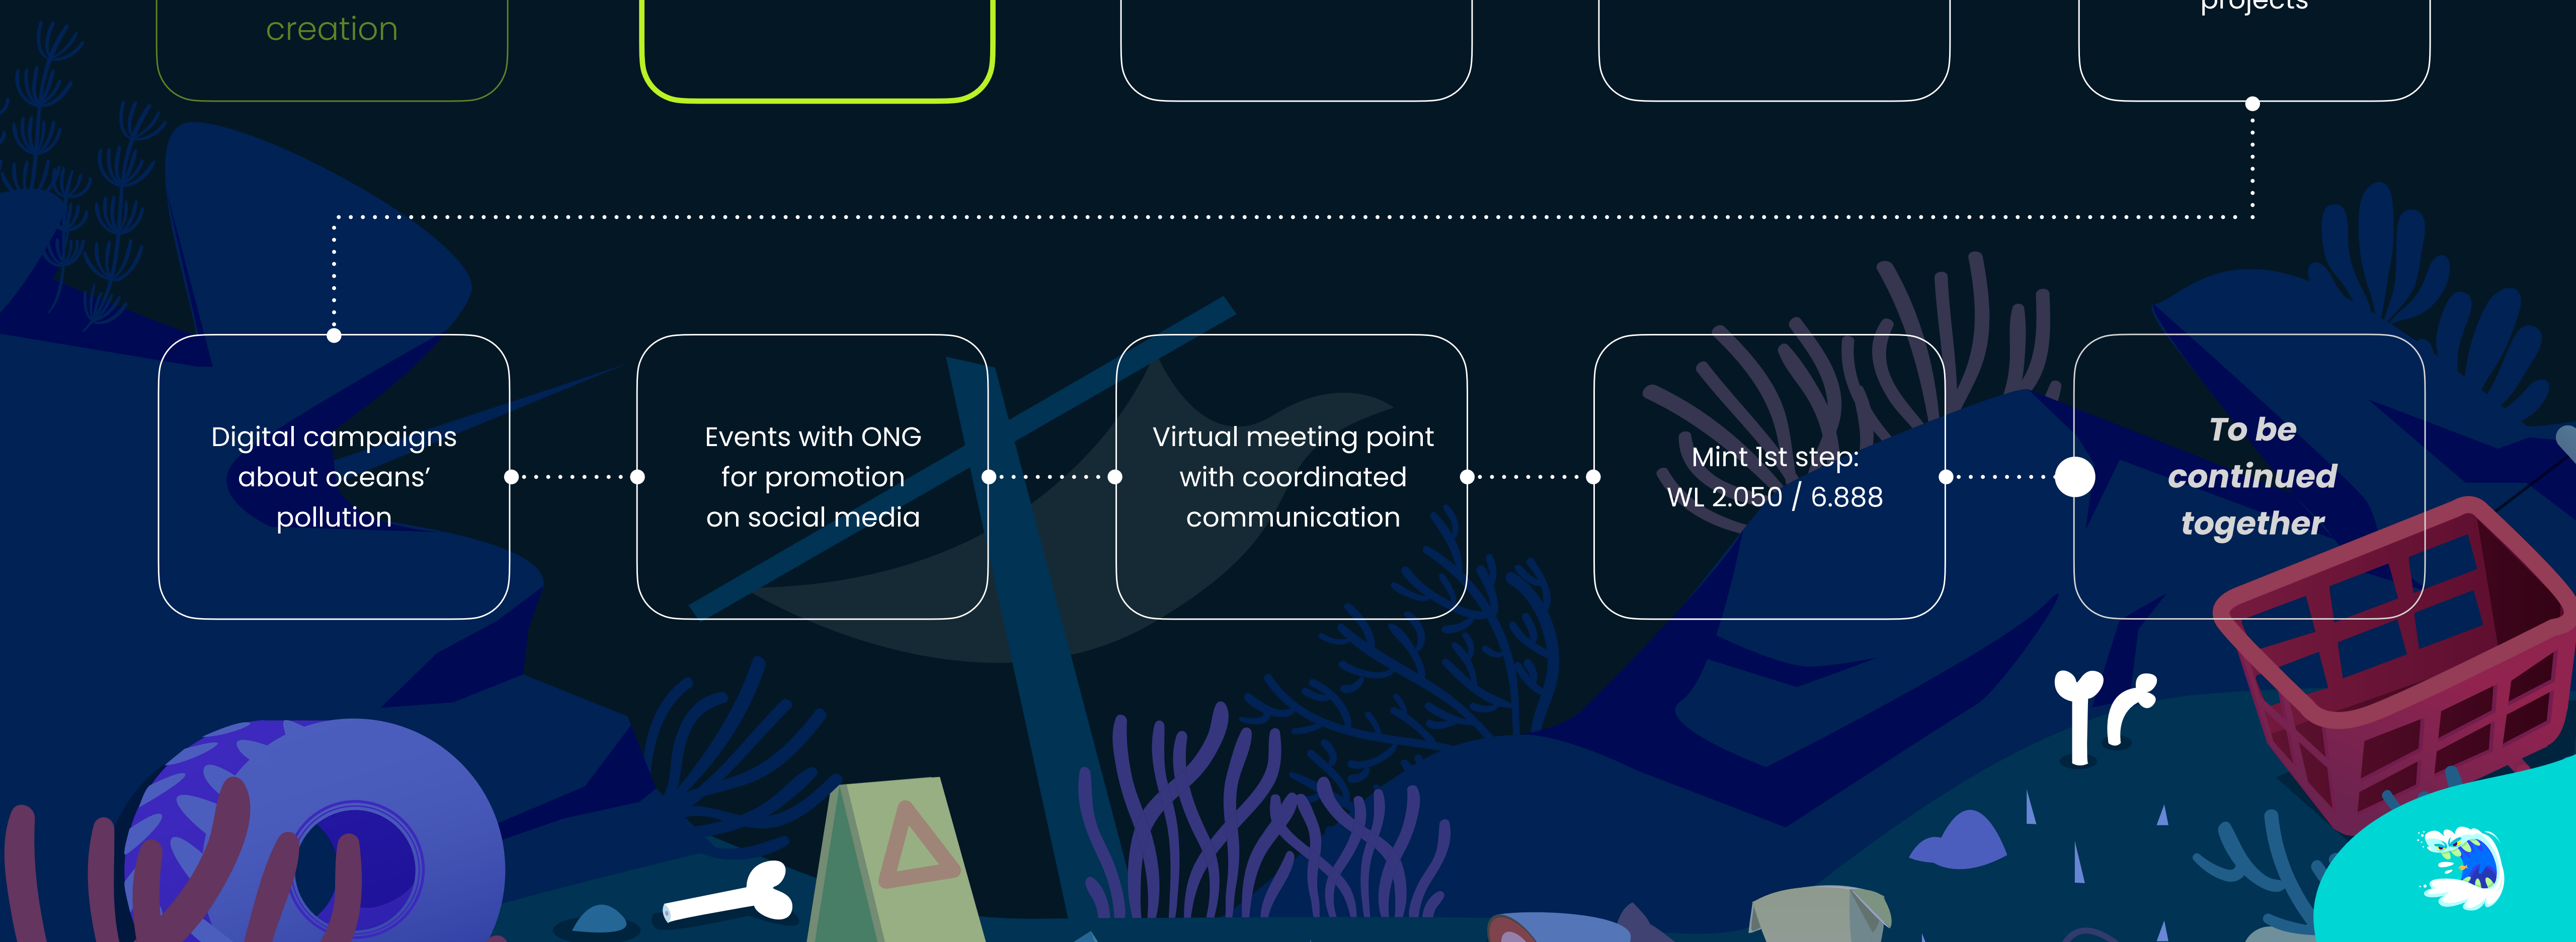 creation
projects
Digital campaigns
about oceans’
pollution
Events with ONG
for promotion
on social media
Virtual meeting point
with coordinated
communication
Mint 1st step:
WL 2.050 / 6.888
To be
continued
together